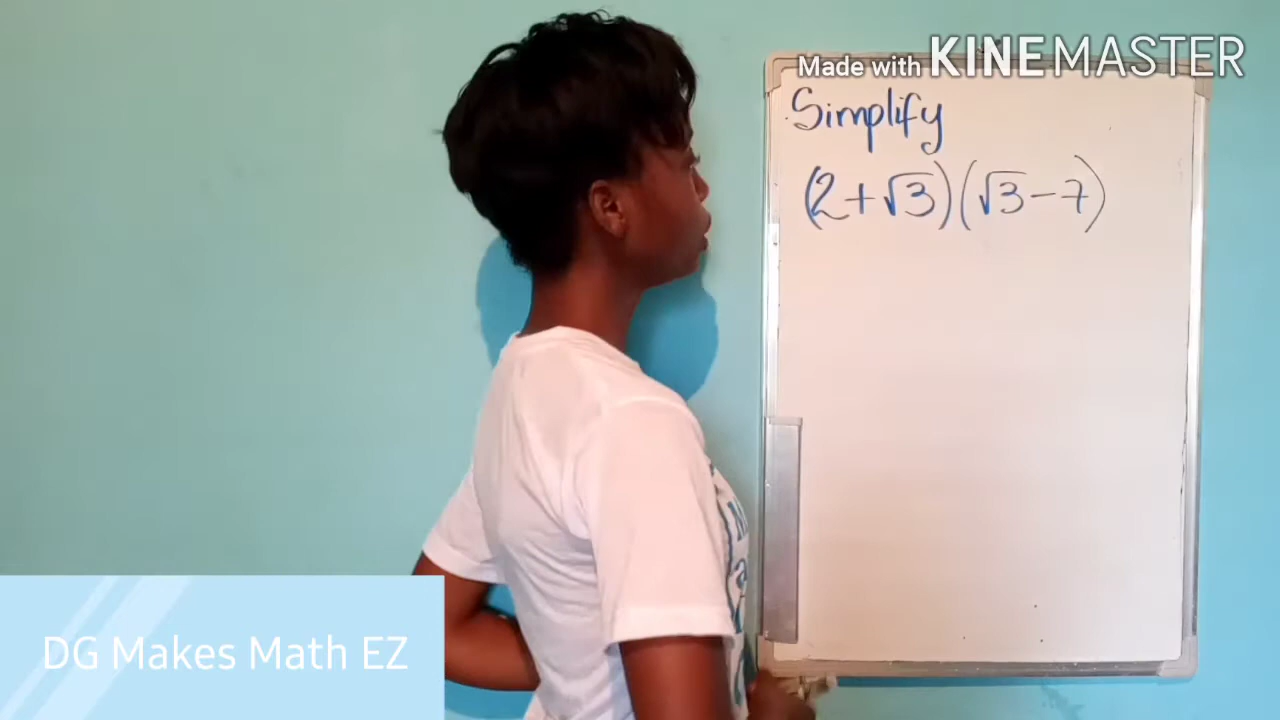 Made with KINEMASTER
Simplify
(2+√3)(√3-7)
DG Makes Math EZ